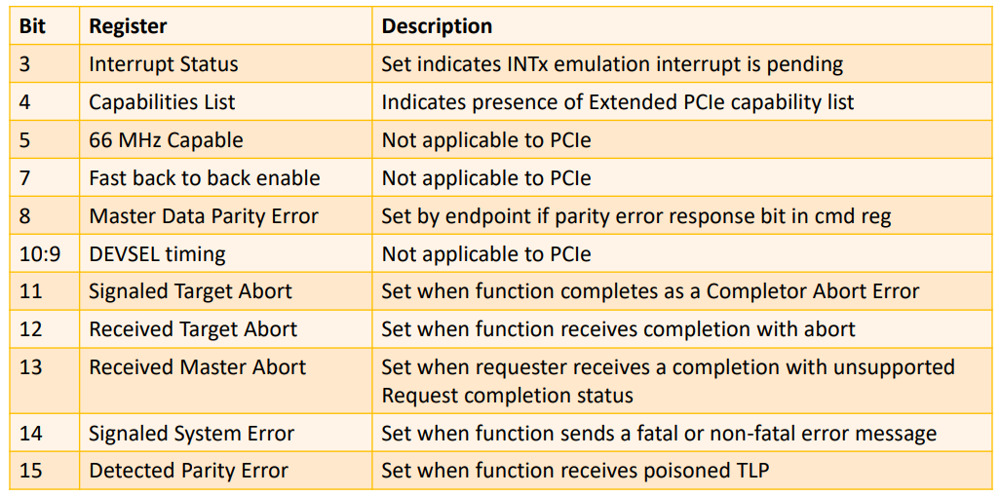 Bit Register Description
3 Interrupt Status Set indicates INTx emulation interrupt is pending
4 Capabilities List Indicates presence of Extended PCIe capability list
5 66 MHz Capable Not applicable to PCIe
7 Fast back to back enable Not applicable to PCIe
8 Master Data Parity Error Set by endpoint if parity error response bit in cmd reg
10:9 DEVSEL timing Not applicable to PCIe
11 Signaled Target Abort Set when function completes as a Completor Abort Error
12 Received Target Abort Set when function receives completion with abort
13 Received Master Abort Set when requester receives a completion with unsupported
Request completion status
14 Signaled System Error Set when function sends a fatal or non-fatal error message
15 Detected Parity Error Set when function receives poisoned TLP